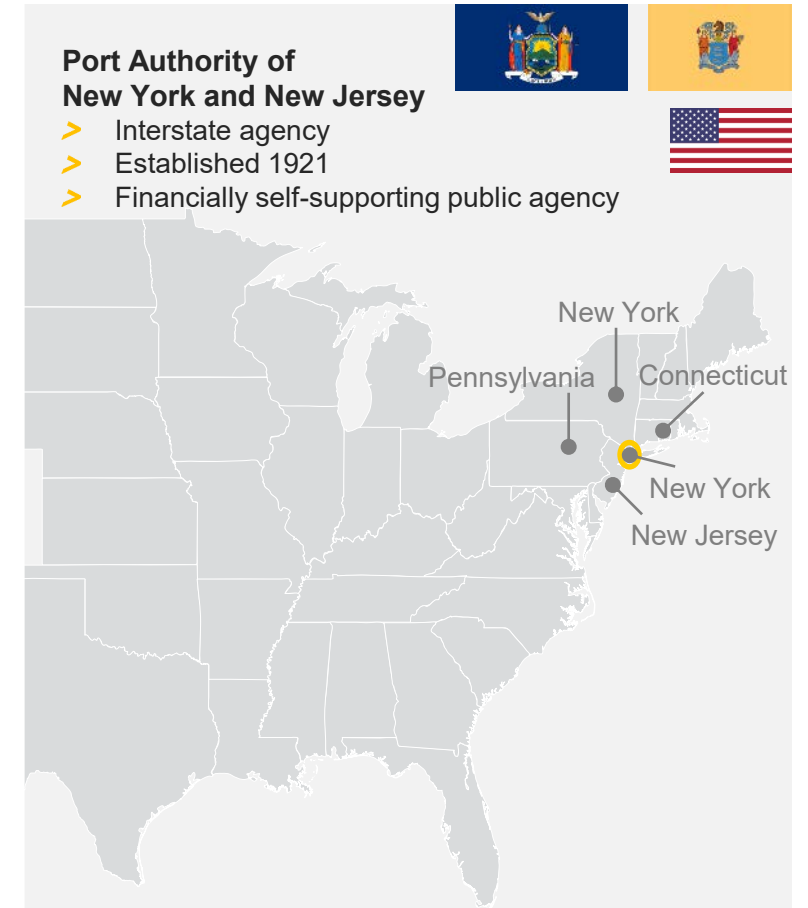 Port Authority of
New York and New Jersey
> Interstate agency
> Established 1921
> Financially self-supporting public agency
New York
Pennsylvania
Connecticut
New York
New Jersey